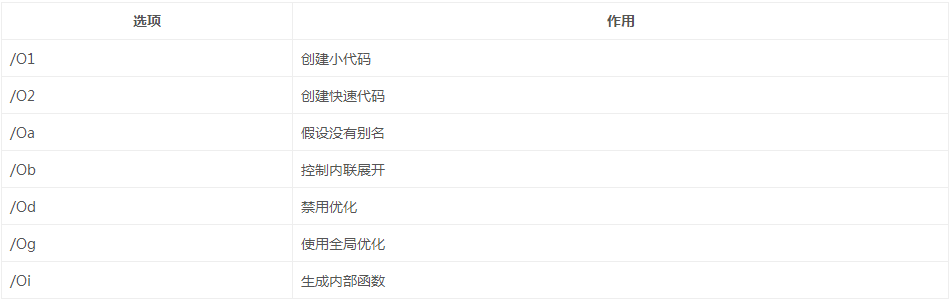 选项 作用
/O1 创建小代码
/O2 创建快速代码
/Oa 假设没有别名
/Ob 控制内联展开
/Od 禁用优化
/Og 使用全局优化
/Oi 生成内部函数